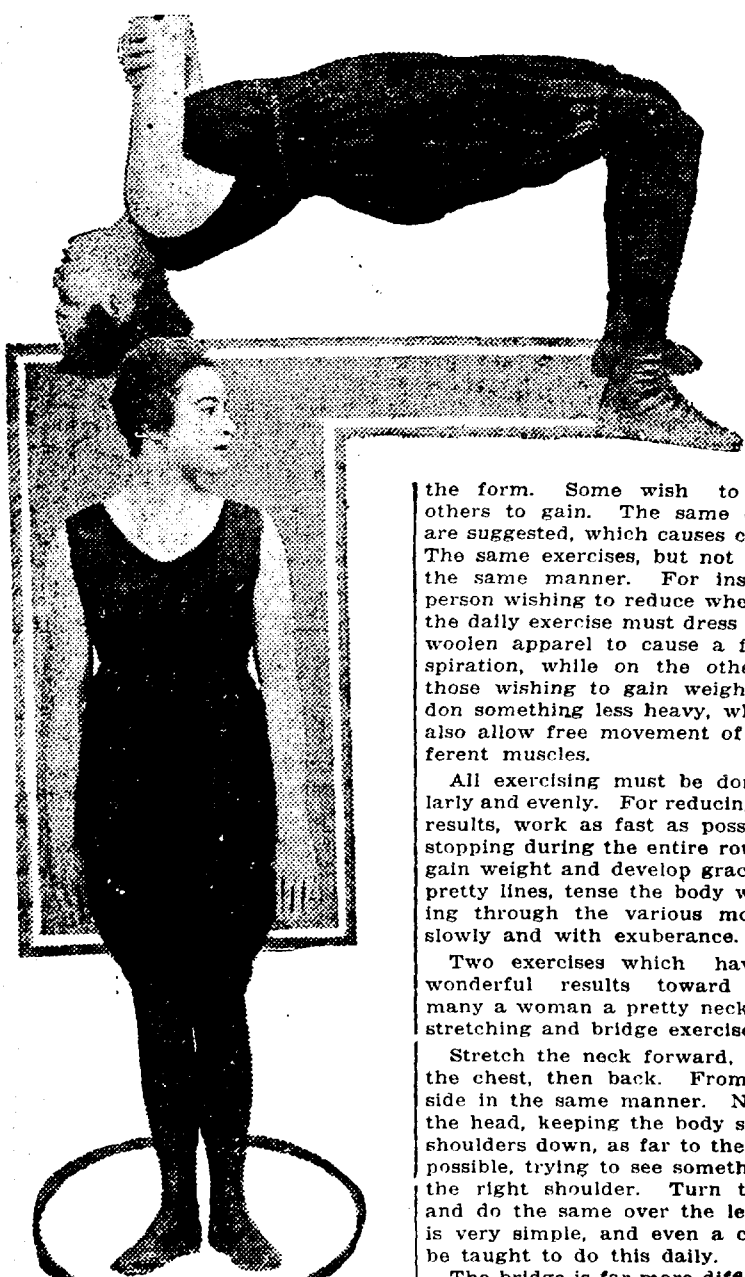 the form. Some wish to
others to gain. The same
are suggested, which causes c
The same exercises, but not
the same manner. For ins
person wishing to reduce whe
the daily exercise must dress
woolen apparel to cause a f
spiration, while on the othe
those wishing to gain weigh
don something less heavy, wh
also allow free movement of
ferent muscles.
All exercising must be don
larly and evenly. For reducin
results, work as fast as poss
stopping during the entire rou
gain weight and develop grac
pretty lines, tense the body w
ing through the various mo
slowly and with exuberance.
Two exercises which hav
wonderful results toward
many a woman a pretty neck
stretching and bridge exercise
Stretch the neck forward,
the chest, then back. From
side in the same manner. N
the head, keeping the body s
shoulders down, as far to the
possible, trying to see someth
the right shoulder. Turn t
and do the same over the le
is very simple, and even a c
be taught to do this daily.
The bridge is far more diff